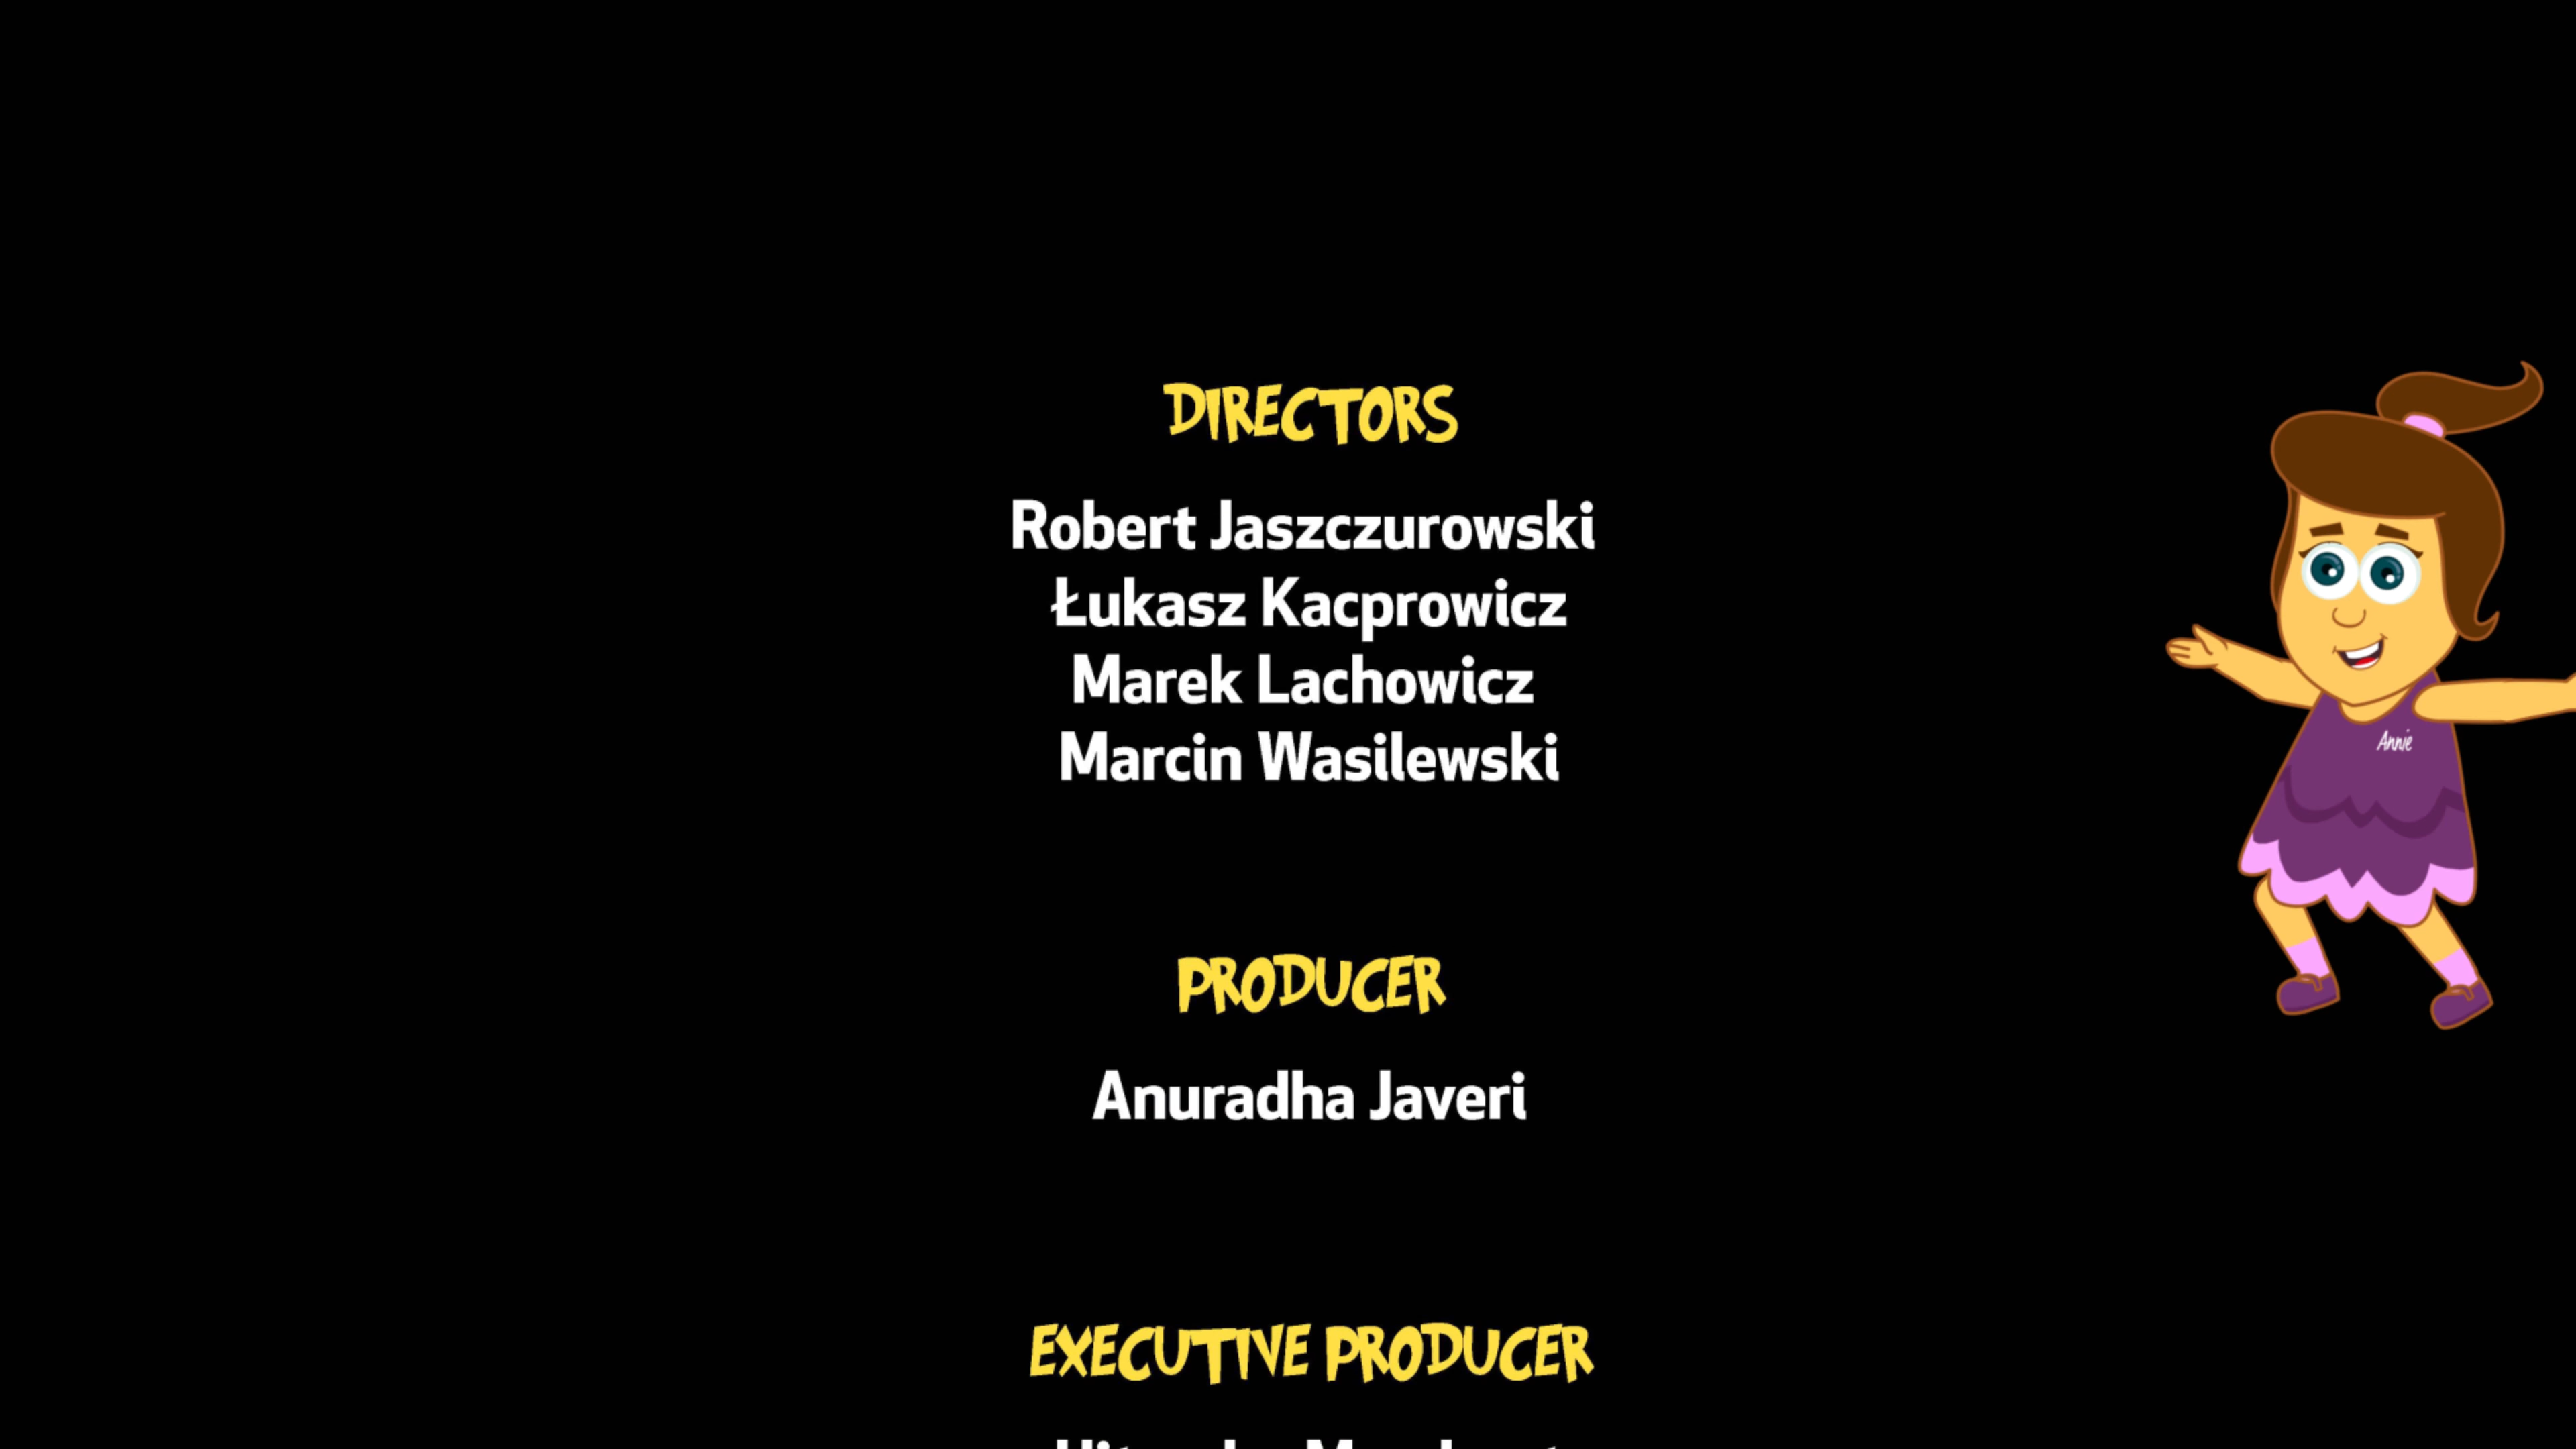 DIRECTORS
Robert Jaszczurowski
Łukasz Kacprowicz
Marek Lachowicz
Marcin Wasilewski
Annie
PRODUCER
Anuradha Javeri
EXECUTIVE PRODUCER